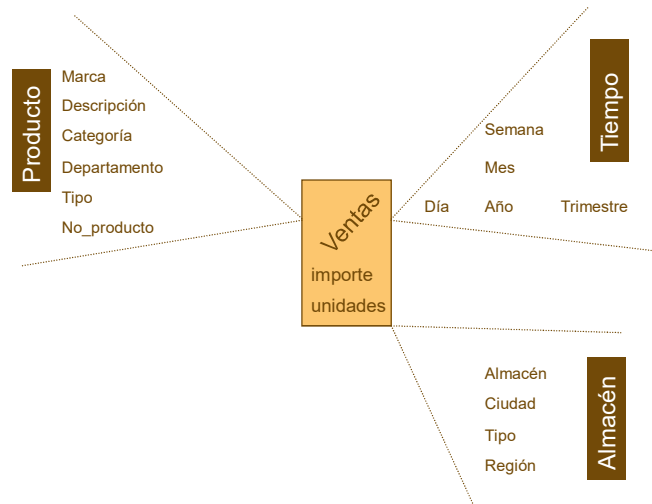 Producto
Marca
Descripción
Categoría
Departamento
Tipo
No_producto
Ventas
importe
unidades
Tiempo
Semana
Mes
Día Año Trimestre
Almacén
Almacén
Ciudad
Tipo
Región